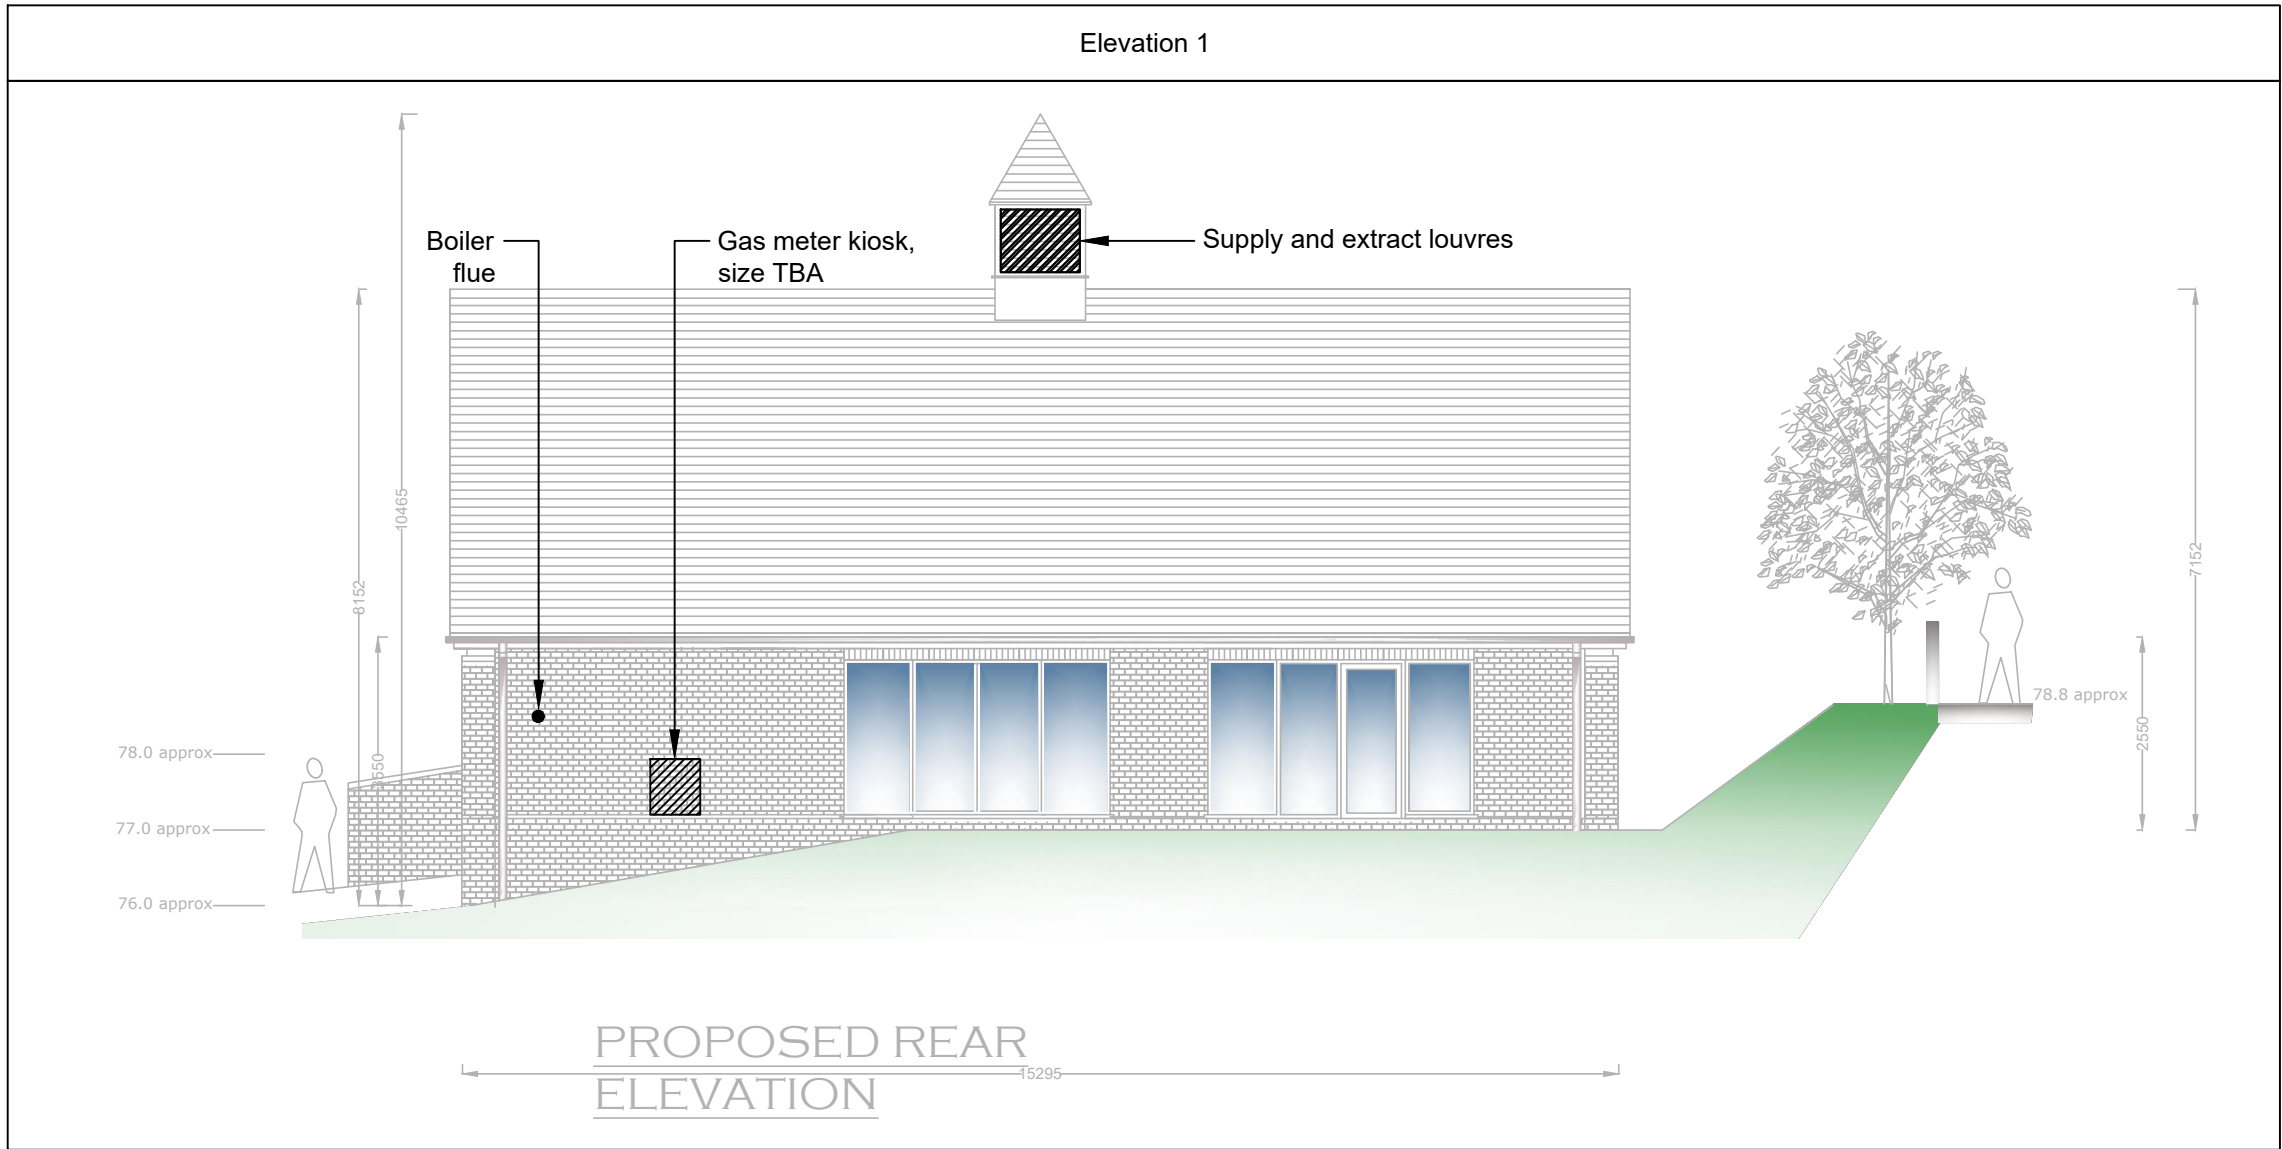 Elevation 1
Boiler
flue
Gas meter kiosk,
size TBA
Supply and extract louvres
10465
8152
3550
7152
2550
78.8 approx
78.0 approx
77.0 approx
76.0 approx
PROPOSED REAR
ELEVATION
15295